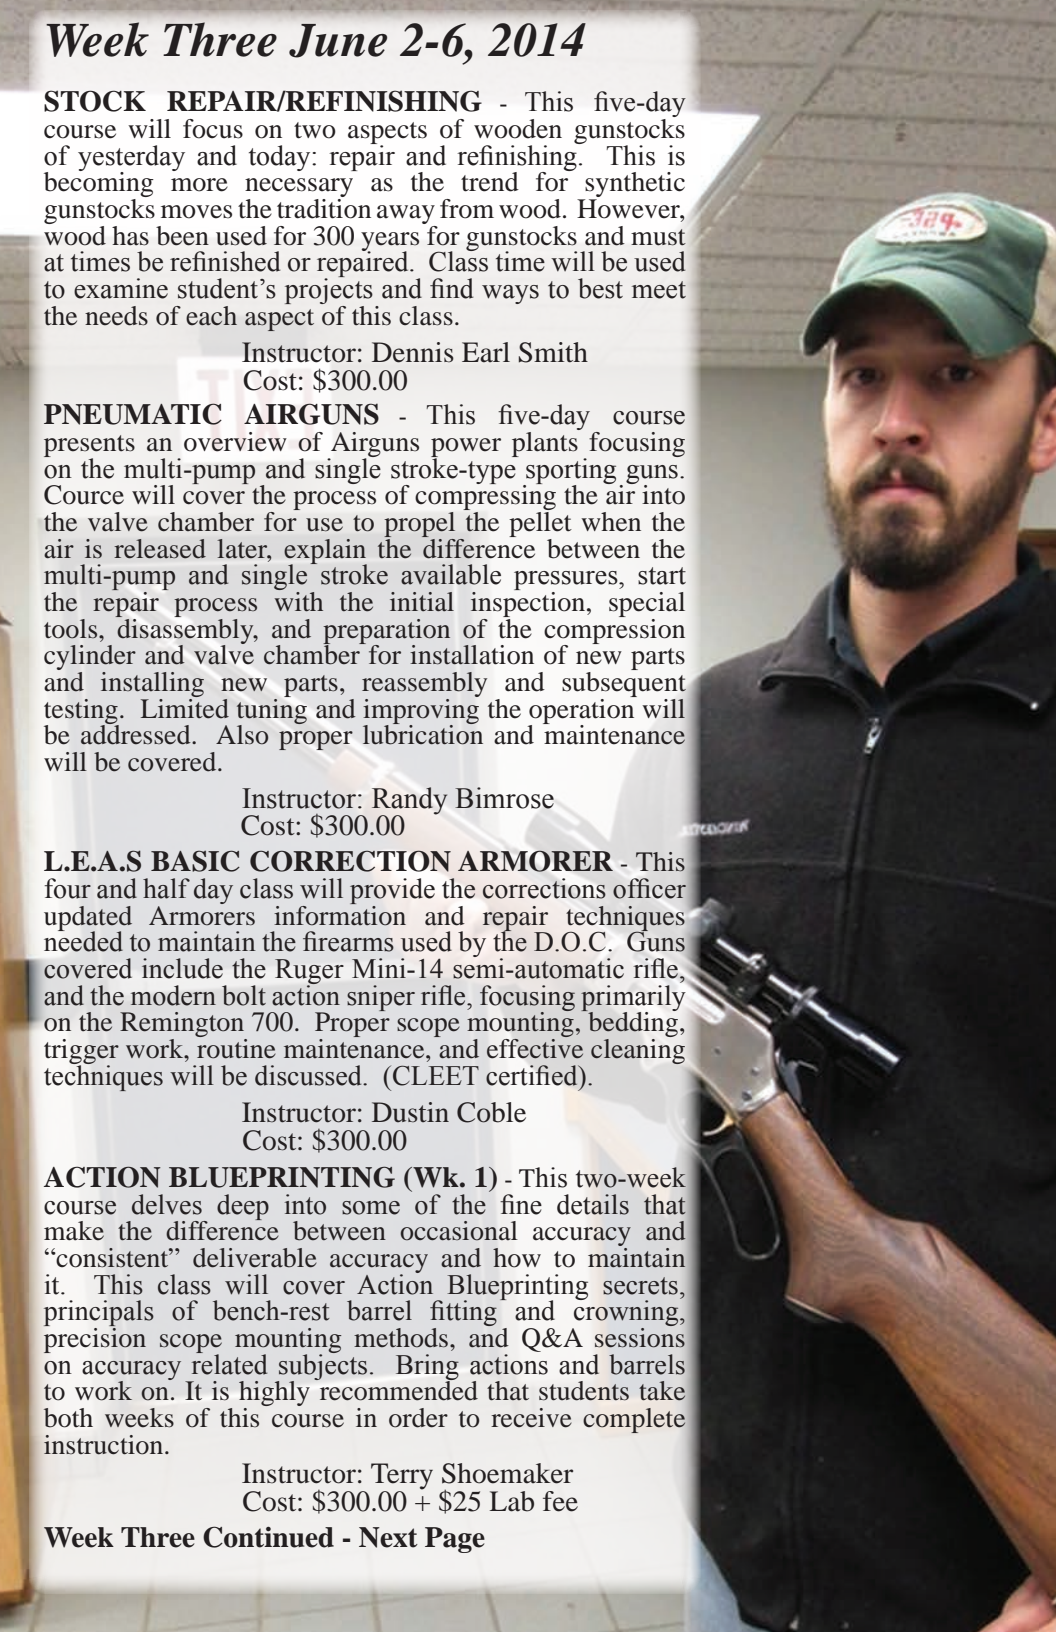 Week Three June 2-6, 2014
STOCK REPAIR/REFINISHING - This five-day
course will focus on two aspects of wooden gunstocks
of yesterday and today: repair and refinishing. This is
becoming more necessary as the trend for synthetic
gunstocks moves the tradition away from wood. However,
wood has been used for 300 years for gunstocks and must
at times be refinished or repaired. Class time will be used
to examine student's projects and find ways to best meet
the needs of each aspect of this class.
Instructor: Dennis Earl Smith
Cost: $300.00
PNEUMATIC AIRGUNS - This five-day course
presents an overview of Airguns power plants focusing
on the multi-pump and single stroke-type sporting guns.
Cource will cover the process of compressing the air into
the valve chamber for use to propel the pellet when the
air is released later, explain the difference between the
multi-pump and single stroke available pressures, start
the repair process with the initial inspection, special
tools, disassembly, and preparation of the compression
cylinder and valve chamber for installation of new parts
and installing new parts, reassembly and subsequent
testing. Limited tuning and improving the operation will
be addressed. Also proper lubrication and maintenance
will be covered.
Instructor: Randy Bimrose
Cost: $300.00
L.E.A.S BASIC CORRECTION ARMORER - This
four and half day class will provide the corrections officer
updated Armorers information and repair techniques
needed to maintain the firearms used by the D.O.C. Guns
covered include the Ruger Mini-14 semi-automatic rifle,
and the modern bolt action sniper rifle, focusing primarily
on the Remington 700. Proper scope mounting, bedding,
trigger work, routine maintenance, and effective cleaning
techniques will be discussed. (CLEET certified).
Instructor: Dustin Coble
Cost: $300.00
ACTION BLUEPRINTING (Wk. 1) - This two-week
course delves deep into some of the fine details that
make the difference between occasional accuracy and
“consistent” deliverable accuracy and how to maintain
it. This class will cover Action Blueprinting secrets,
principals of bench-rest barrel fitting and crowning,
precision scope mounting methods, and Q&A sessions
on accuracy related subjects. Bring actions and barrels
to work on. It is highly recommended that students take
both weeks of this course in order to receive complete
instruction.
Instructor: Terry Shoemaker
Cost: $300.00 + $25 Lab fee
Week Three Continued - Next Page
EXIT